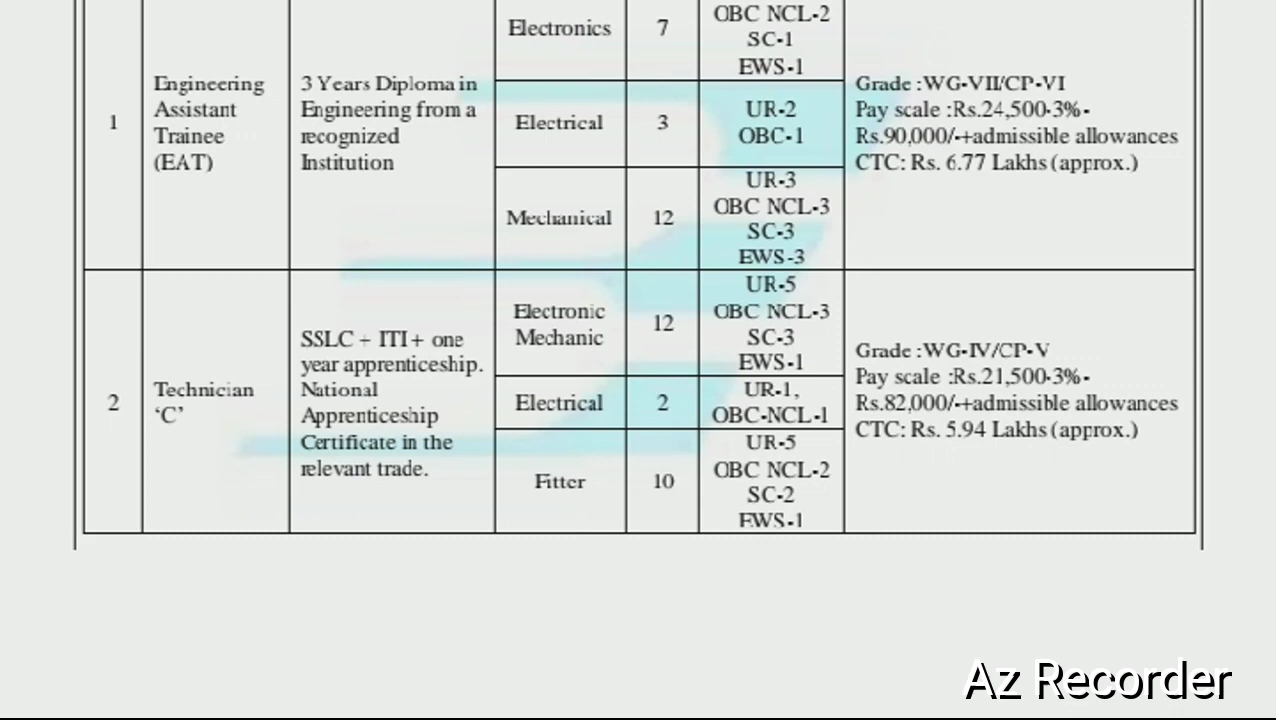 OBC NCL-2
Electronics 7
SC-1
EWS-1
Engineering
Assistant
Trainee
(EAT)
1
3 Years Diploma in
Engineering from a
recognized
Institution
Electrical 3
UR-2
OBC-1
Mechanical 12
UR-3
OBC NCL-3
SC-3
EWS-3
Grade :WG-VII/CP-VI
Pay scale :Rs.24,500-3%-
Rs.90,000/-+admissible allowances
CTC: Rs. 6.77 Lakhs (approx.)
2
Technician
‘C’
SSLC + ITI + one
year apprenticeship.
National
Apprenticeship
Certificate in the
relevant trade.
Electronic
Mechanic
12
UR-5
OBC NCL-3
SC-3
EWS-1
Electrical 2
UR-1,
OBC-NCL-1
Fitter 10
UR-5
OBC NCL-2
SC-2
EWS-1
Grade :WG-IV/CP-V
Pay scale :Rs.21,500-3%-
Rs.82,000/-+admissible allowances
CTC: Rs. 5.94 Lakhs (approx.)
Az Recorder